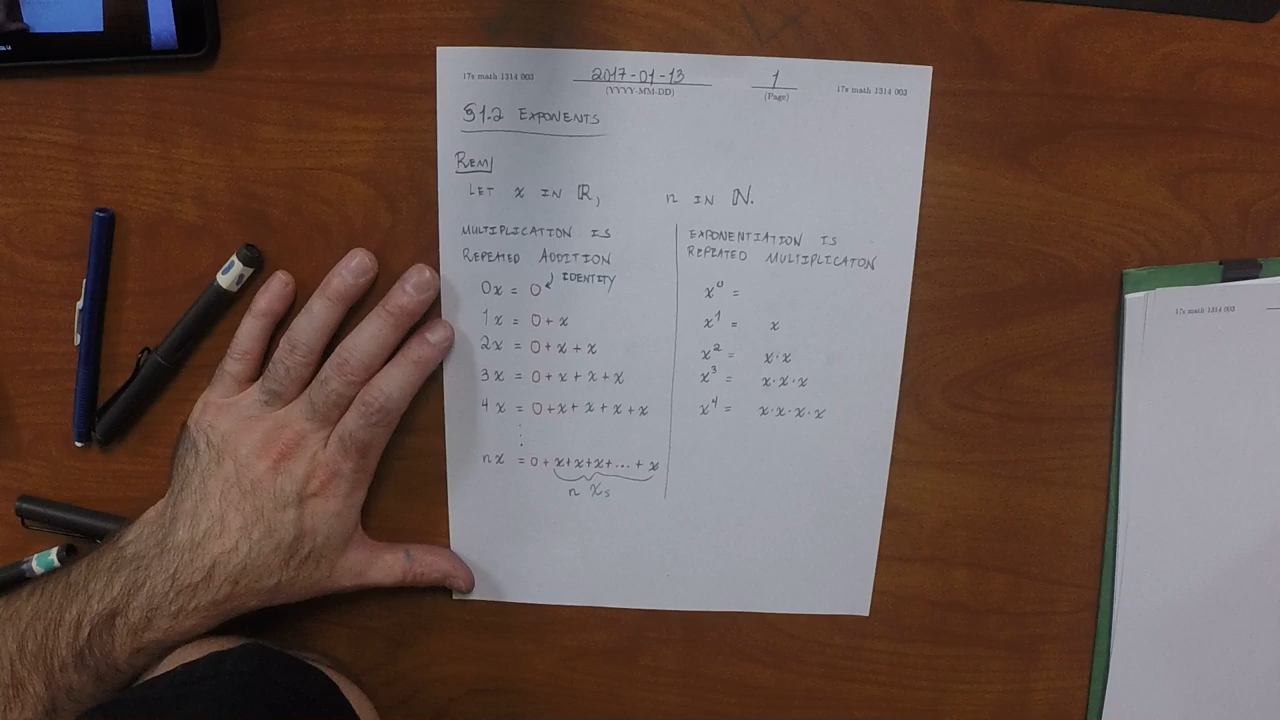 17s math 1314 003 2017-01-13 1 17s math 1314 003
(YYYY-MM-DD) (Page)
§1.2 EXPONENTS
REM/
LET x IN ℝ, n IN ℕ.
MULTIPLICATION IS
REPEATED ADDITION
0x = 0 IDENTITY
1x = 0 + x
2x = 0 + x + x
3x = 0 + x + x + x
4x = 0 + x + x + x + x
⋮
nx = 0 + x+x+x+...+x
n xs
EXPONENTIATION IS
REPEATED MULTIPLICATON
x⁰ =
x¹ = x
x² = x·x
x³ = x·x·x
x⁴ = x·x·x·x
17s math 1314 003